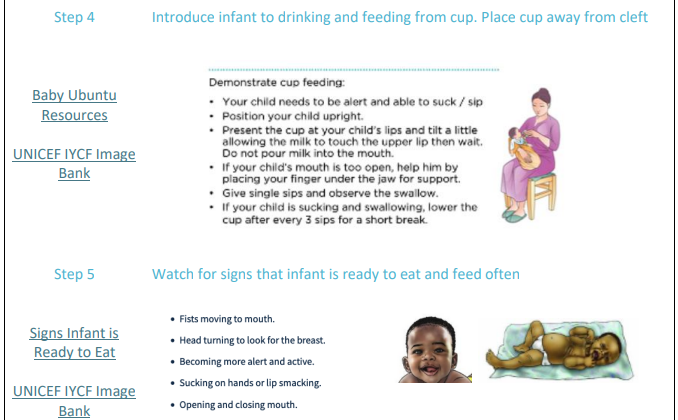 Step 4
Introduce infant to drinking and feeding from cup. Place cup away from cleft
Baby Ubuntu
Resources
UNICEF IYCF Image
Bank
Demonstrate cup feeding:
• Your child needs to be alert and able to suck / sip
• Position your child upright.
• Present the cup at your child's lips and tilt a little
allowing the milk to touch the upper lip then wait.
Do not pour milk into the mouth.
• If your child's mouth is too open, help him by
placing your finger under the jaw for support.
• Give single sips and observe the swallow.
• If your child is sucking and swallowing, lower the
cup after every 3 sips for a short break.
Step 5
Watch for signs that infant is ready to eat and feed often
Signs Infant is
Ready to Eat
UNICEF IYCF Image
Bank
• Fists moving to mouth.
• Head turning to look for the breast.
• Becoming more alert and active.
• Sucking on hands or lip smacking.
• Opening and closing mouth.